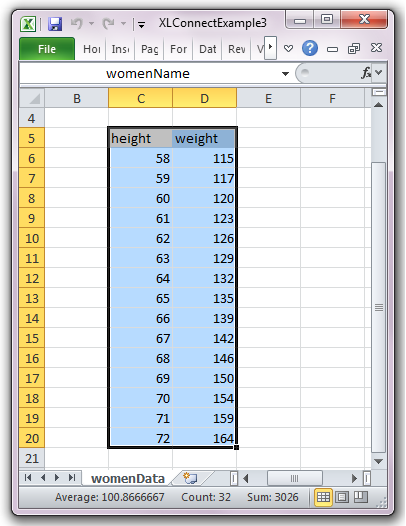 XLConnectExample3
File Hor Inse Pag For Dat Rev V
womenName fx
B C D E F
4
5 height weight
6 58 115
7 59 117
8 60 120
9 61 123
10 62 126
11 63 129
12 64 132
13 65 135
14 66 139
15 67 142
16 68 146
17 69 150
18 70 154
19 71 159
20 72 164
21
womenData
Average: 100.8666667 Count: 32 Sum: 3026